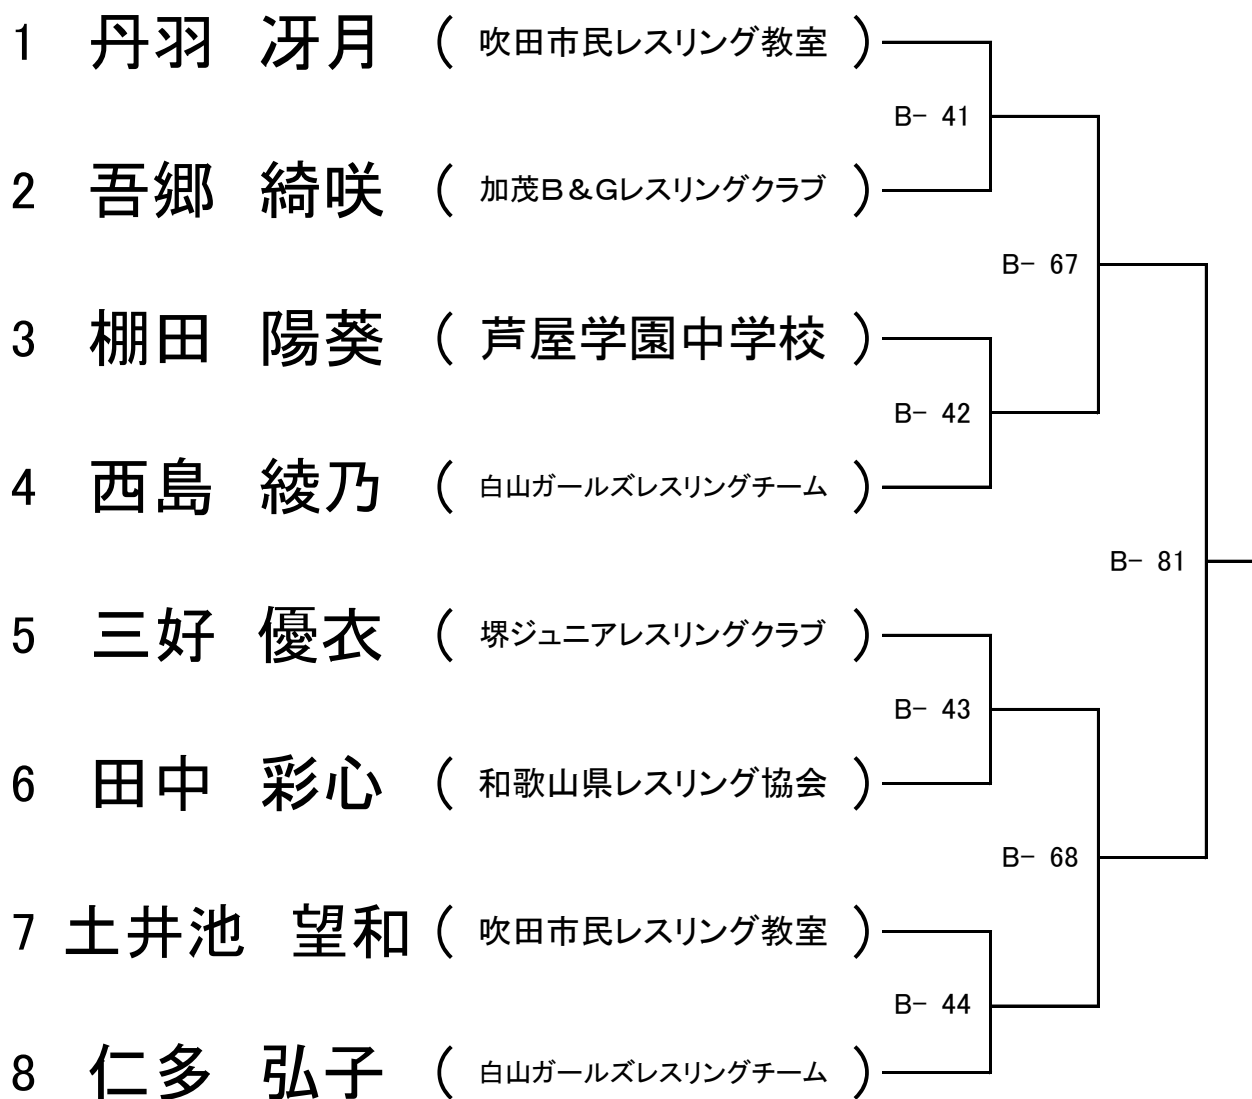 1 丹羽 冴月 ( 吹田市民レスリング教室 )
B- 41
2 吾郷 綺咲 ( 加茂B&Gレスリングクラブ )
B- 67
3 棚田 陽葵 ( 芦屋学園中学校 )
B- 42
4 西島 綾乃 ( 白山ガールズレスリングチーム )
B- 81
5 三好 優衣 ( 堺ジュニアレスリングクラブ )
B- 43
6 田中 彩心 ( 和歌山県レスリング協会 )
B- 68
7 土井池 望和 ( 吹田市民レスリング教室 )
B- 44
8 仁多 弘子 ( 白山ガールズレスリングチーム )